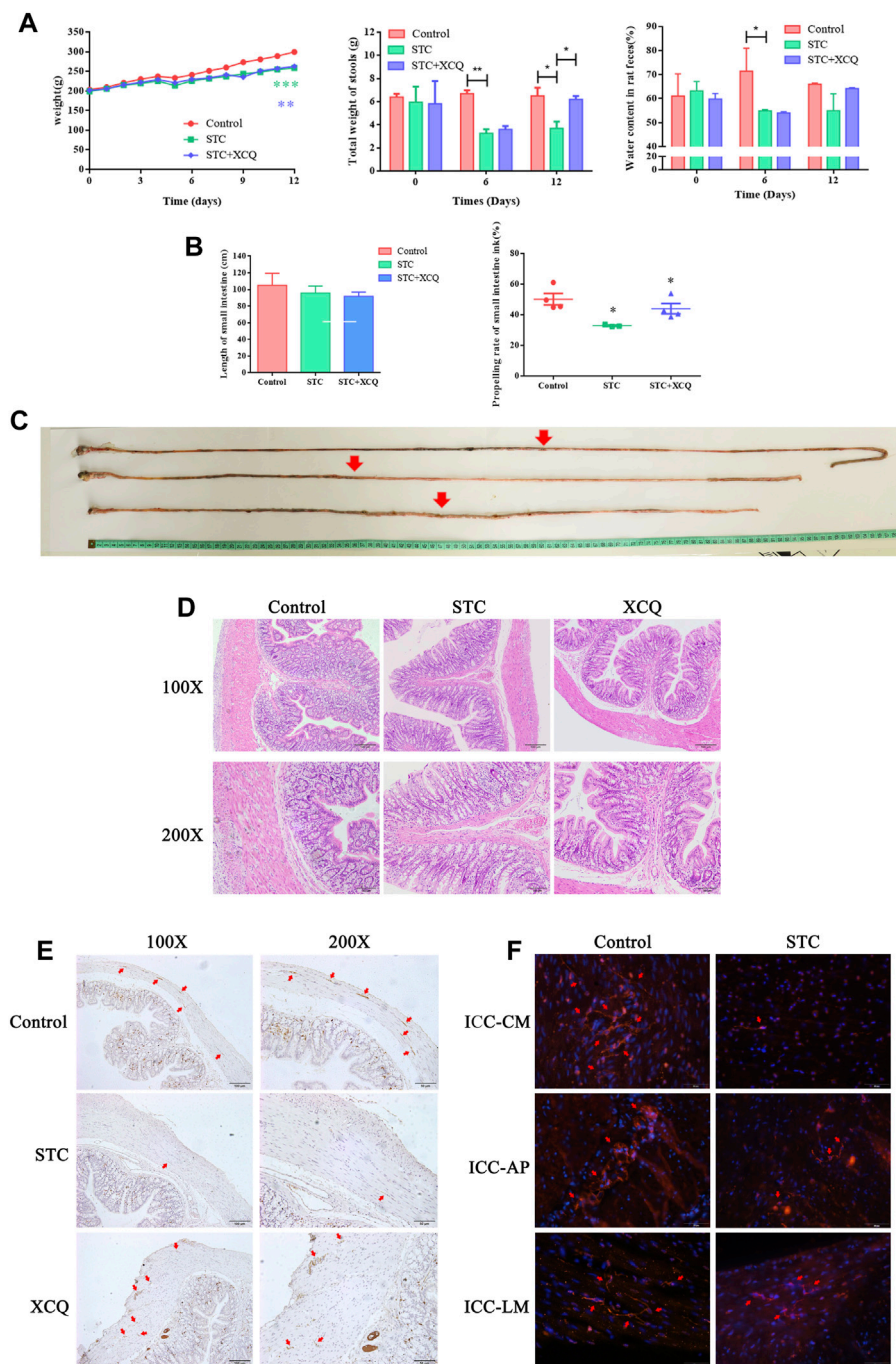 A
weight(g)
300
250
200
150
100
50
0
0
3
6
9
12
Time (days)
Control
STC
STC+XCQ
***
**
Total weight of stools (g)
10
8
6
4
2
0
0
6
12
Times (Days)
Control
STC
STC+XCQ
**
*
*
Water content in rat feces(%)
90
80
70
60
50
40
20
0
0
6
12
Time (Days)
Control
STC
STC+XCQ
*
B
Length of small intestine (cm)
140
120
100
80
60
40
20
0
Control
STC
STC+XCQ
Control
STC
STC+XCQ
Propelling rate of small intestine ink(%)
80
60
40
20
0
*
*
Control
STC
STC+XCQ
C
D
Control
STC
XCQ
100X
200X
E
100X
200X
Control
STC
XCQ
F
Control
STC
ICC-CM
ICC-AP
ICC-LM